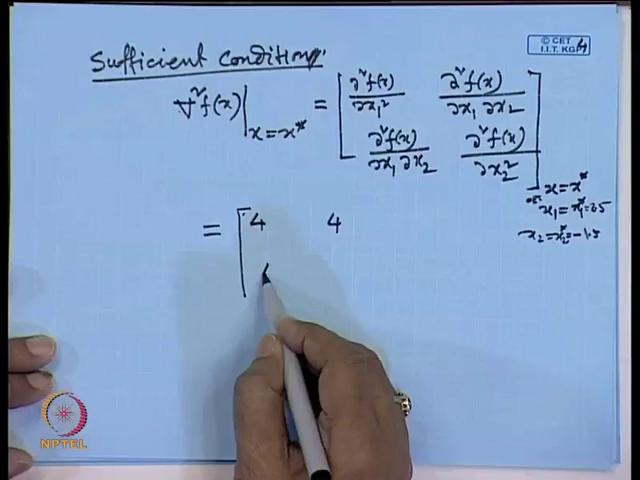 © CET
I.I.T. KGP
Sufficient condition.
∇²f(x)|x=x* = [ ∂²f(x)/∂x₁² ∂²f(x)/∂x₁∂x₂
∂²f(x)/∂x₁∂x₂ ∂²f(x)/∂x₂² ] x=x*
x₁=x₁*=2.5
x₂=x₂*=-1.5
= [ 4 4
NPTEL